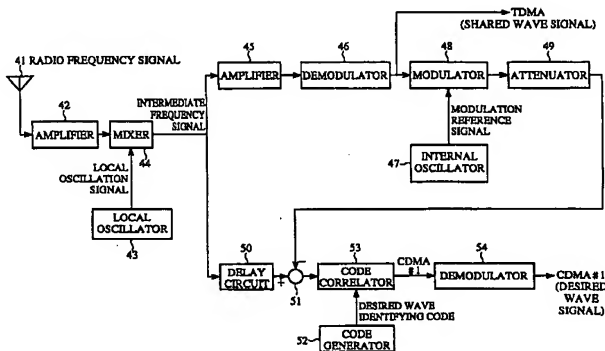 45
46
TDMA
(SHARED WAVE SIGNAL)
48
49
41 RADIO FREQUENCY SIGNAL
AMPLIFIER
DEMODULATOR
MODULATOR
ATTENUATOR
42
INTERMEDIATE
FREQUENCY
SIGNAL
AMPLIFIER
MIXER
44
MODULATION
REFERENCE
SIGNAL
LOCAL
OSCILLATION
SIGNAL
47
INTERNAL
OSCILLATOR
LOCAL
OSCILLATOR
43
50
53
54
DELAY
CIRCUIT
+
−
51
CODE
CORRELATOR
CDMA
#1
DEMODULATOR
CDMA#1
(DESIRED
WAVE
SIGNAL)
DESIRED WAVE
IDENTIFYING CODE
52
CODE
GENERATOR